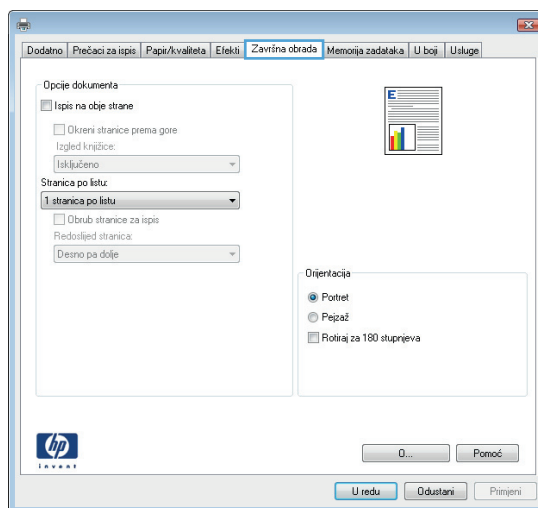 Dodatno Prečaci za ispis Papir/kvaliteta Efekti Završna obrada Memorija zadataka U boji Usluge
Opcije dokumenta
Ispis na obje strane
Okreni stranice prema gore
Izgled knjižice:
Isključeno
Stranica po listu:
1 stranica po listu
Obrub stranice za ispis
Redoslijed stranica:
Desno pa dolje
E
Orijentacija
Portret
Pejzaž
Rotiraj za 180 stupnjeva
hp
invent
O...
Pomoć
U redu
Odustani
Primijeni